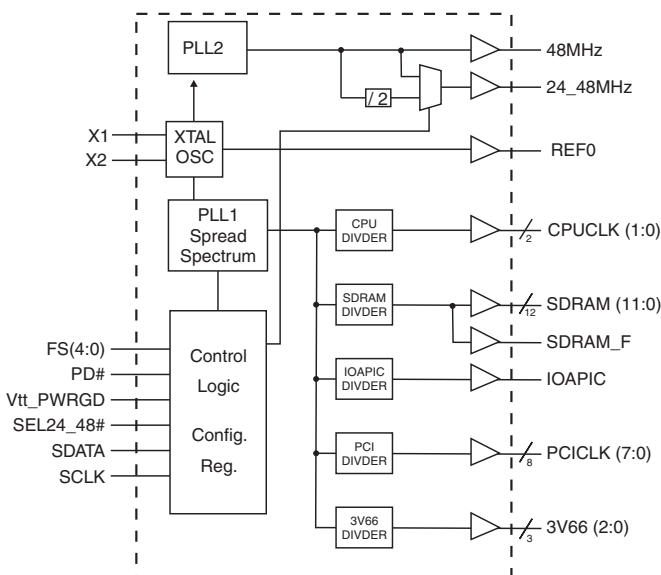 PLL2
48MHz
/ 2
24_48MHz
X1
X2
XTAL
OSC
REF0
PLL1
Spread
Spectrum
CPU
DIVDER
2
CPUCLK (1:0)
SDRAM
DIVDER
12
SDRAM (11:0)
SDRAM_F
FS(4:0)
PD#
Vtt_PWRGD
SEL24_48#
SDATA
SCLK
Control
Logic
Config.
Reg.
IOAPIC
DIVDER
IOAPIC
PCI
DIVDER
8
PCICLK (7:0)
3V66
DIVDER
3
3V66 (2:0)